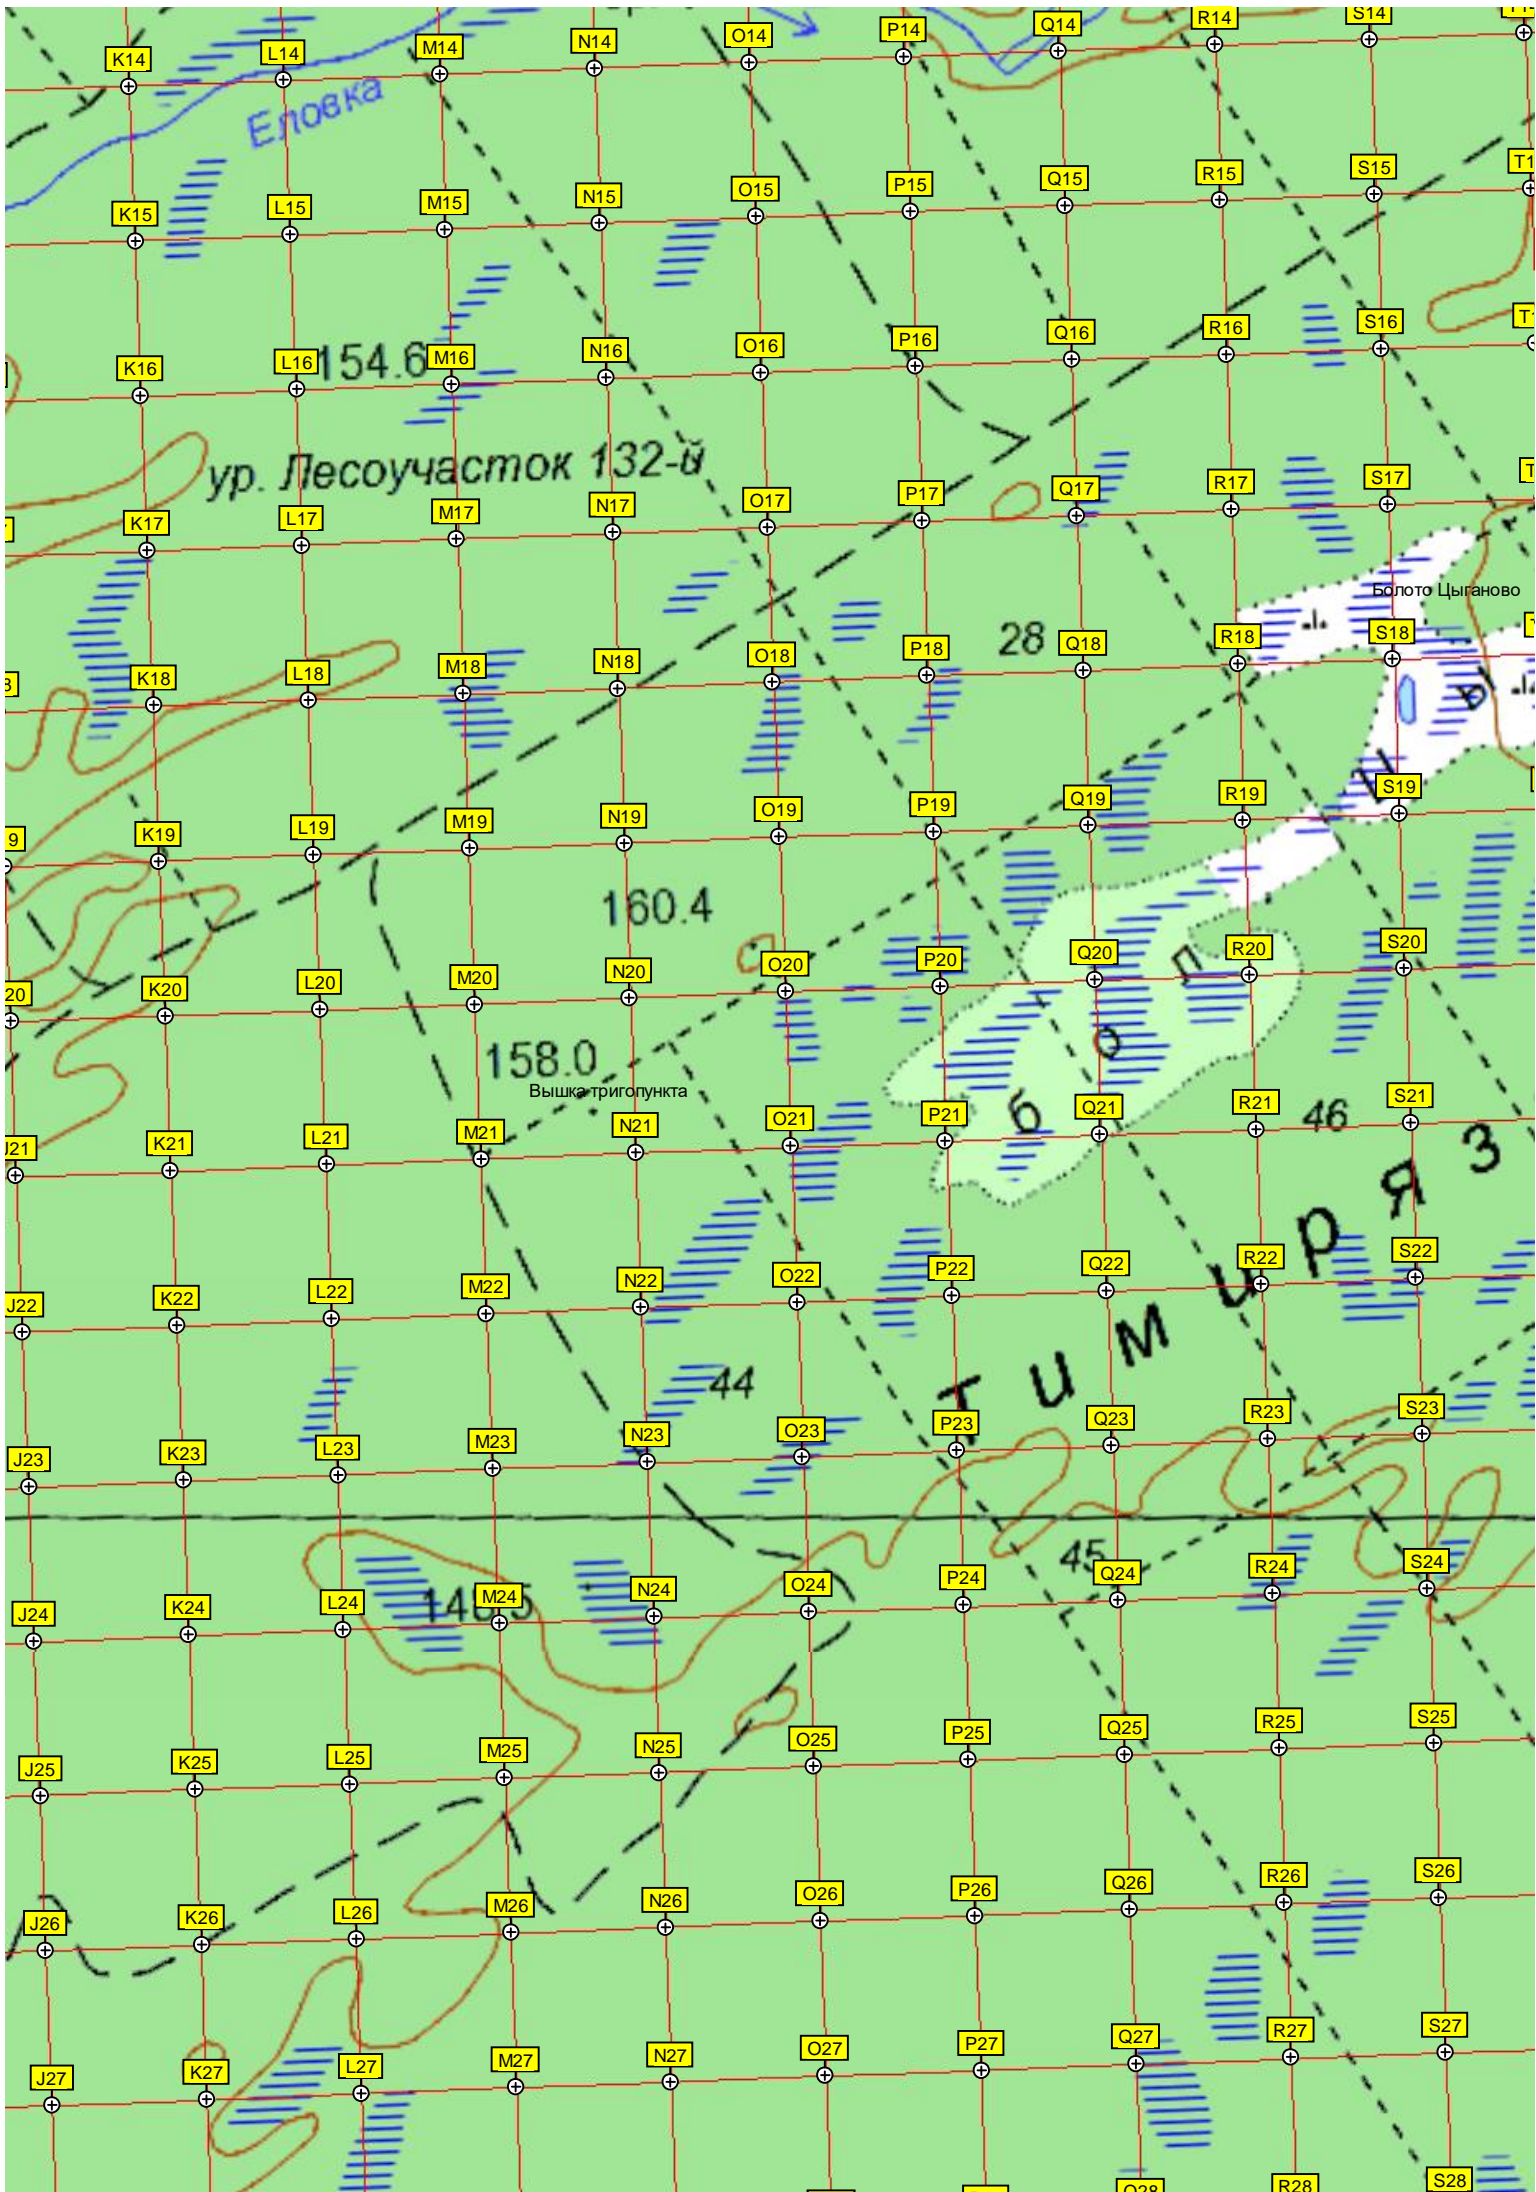 K14 L14 M14 N14 O14 P14 Q14 R14 S14
Еловка
K15 L15 M15 N15 O15 P15 Q15 R15 S15
K16 L16 154.6 M16 N16 O16 P16 Q16 R16 S16
ур. Лесоучасток 132-й
K17 L17 M17 N17 O17 P17 Q17 R17 S17
Болото Цыганово
K18 L18 M18 N18 O18 P18 28 Q18 R18 S18
Ы
Ц
K19 L19 M19 N19 O19 P19 Q19 R19 S19
160.4
K20 L20 M20 N20 O20 P20 Q20 R20 S20
л
о
158.0
Вышка тригопункта
б
J21 K21 L21 M21 N21 O21 P21 Q21 R21 46 S21
Т и м и р я з
J22 K22 L22 M22 N22 O22 P22 Q22 R22 S22
44
J23 K23 L23 M23 N23 O23 P23 Q23 R23 S23
45
J24 K24 L24 M24 N24 O24 P24 Q24 R24 S24
J25 K25 L25 M25 N25 O25 P25 Q25 R25 S25
J26 K26 L26 M26 N26 O26 P26 Q26 R26 S26
J27 K27 L27 M27 N27 O27 P27 Q27 R27 S27
Q28 R28 S28